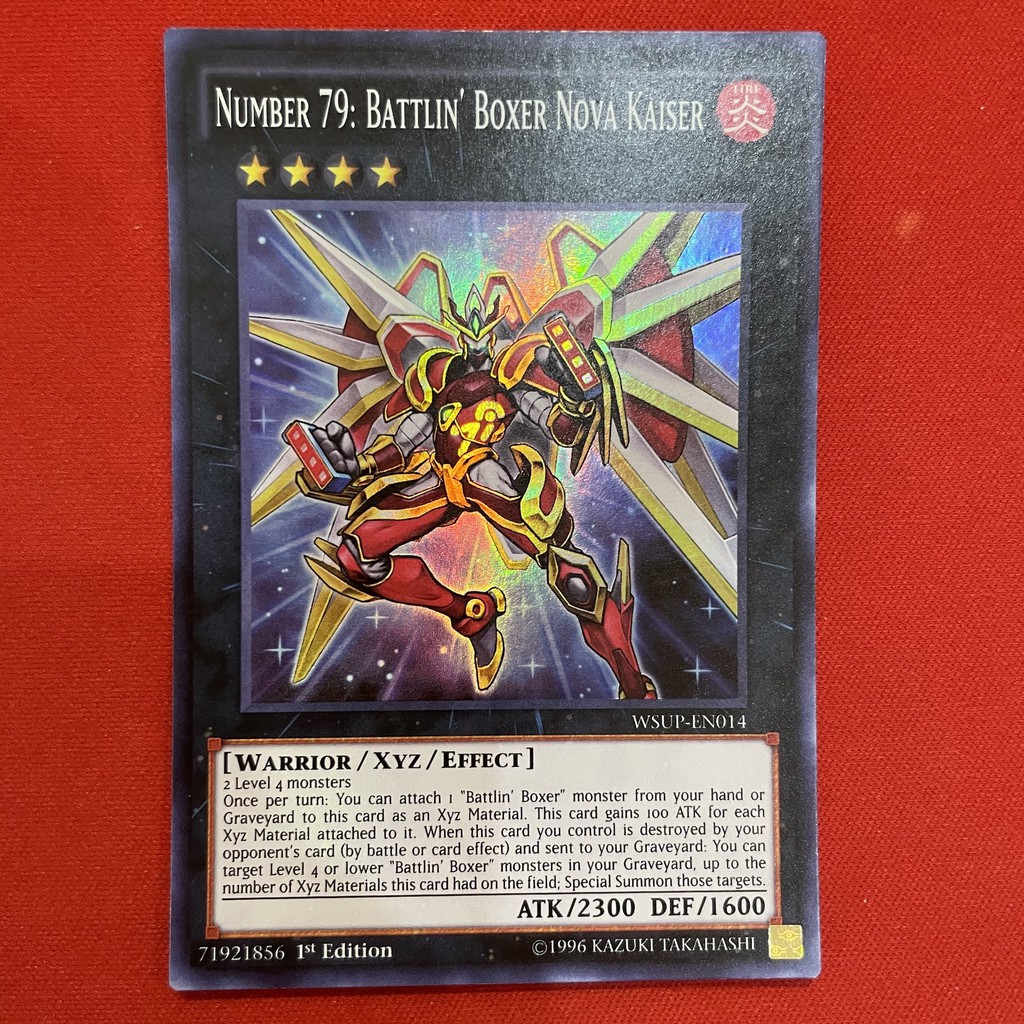 NUMBER 79: BATTLIN' BOXER NOVA KAISER
FIRE
炎
WSUP-EN014
[WARRIOR/XYZ/EFFECT]
2 Level 4 monsters
Once per turn: You can attach 1 "Battlin' Boxer" monster from your hand or
Graveyard to this card as an Xyz Material. This card gains 100 ATK for each
Xyz Material attached to it. When this card you control is destroyed by your
opponent's card (by battle or card effect) and sent to your Graveyard: You can
target Level 4 or lower "Battlin' Boxer" monsters in your Graveyard, up to the
number of Xyz Materials this card had on the field; Special Summon those targets.
ATK/2300 DEF/1600
71921856 1st Edition
©1996 KAZUKI TAKAHASHI